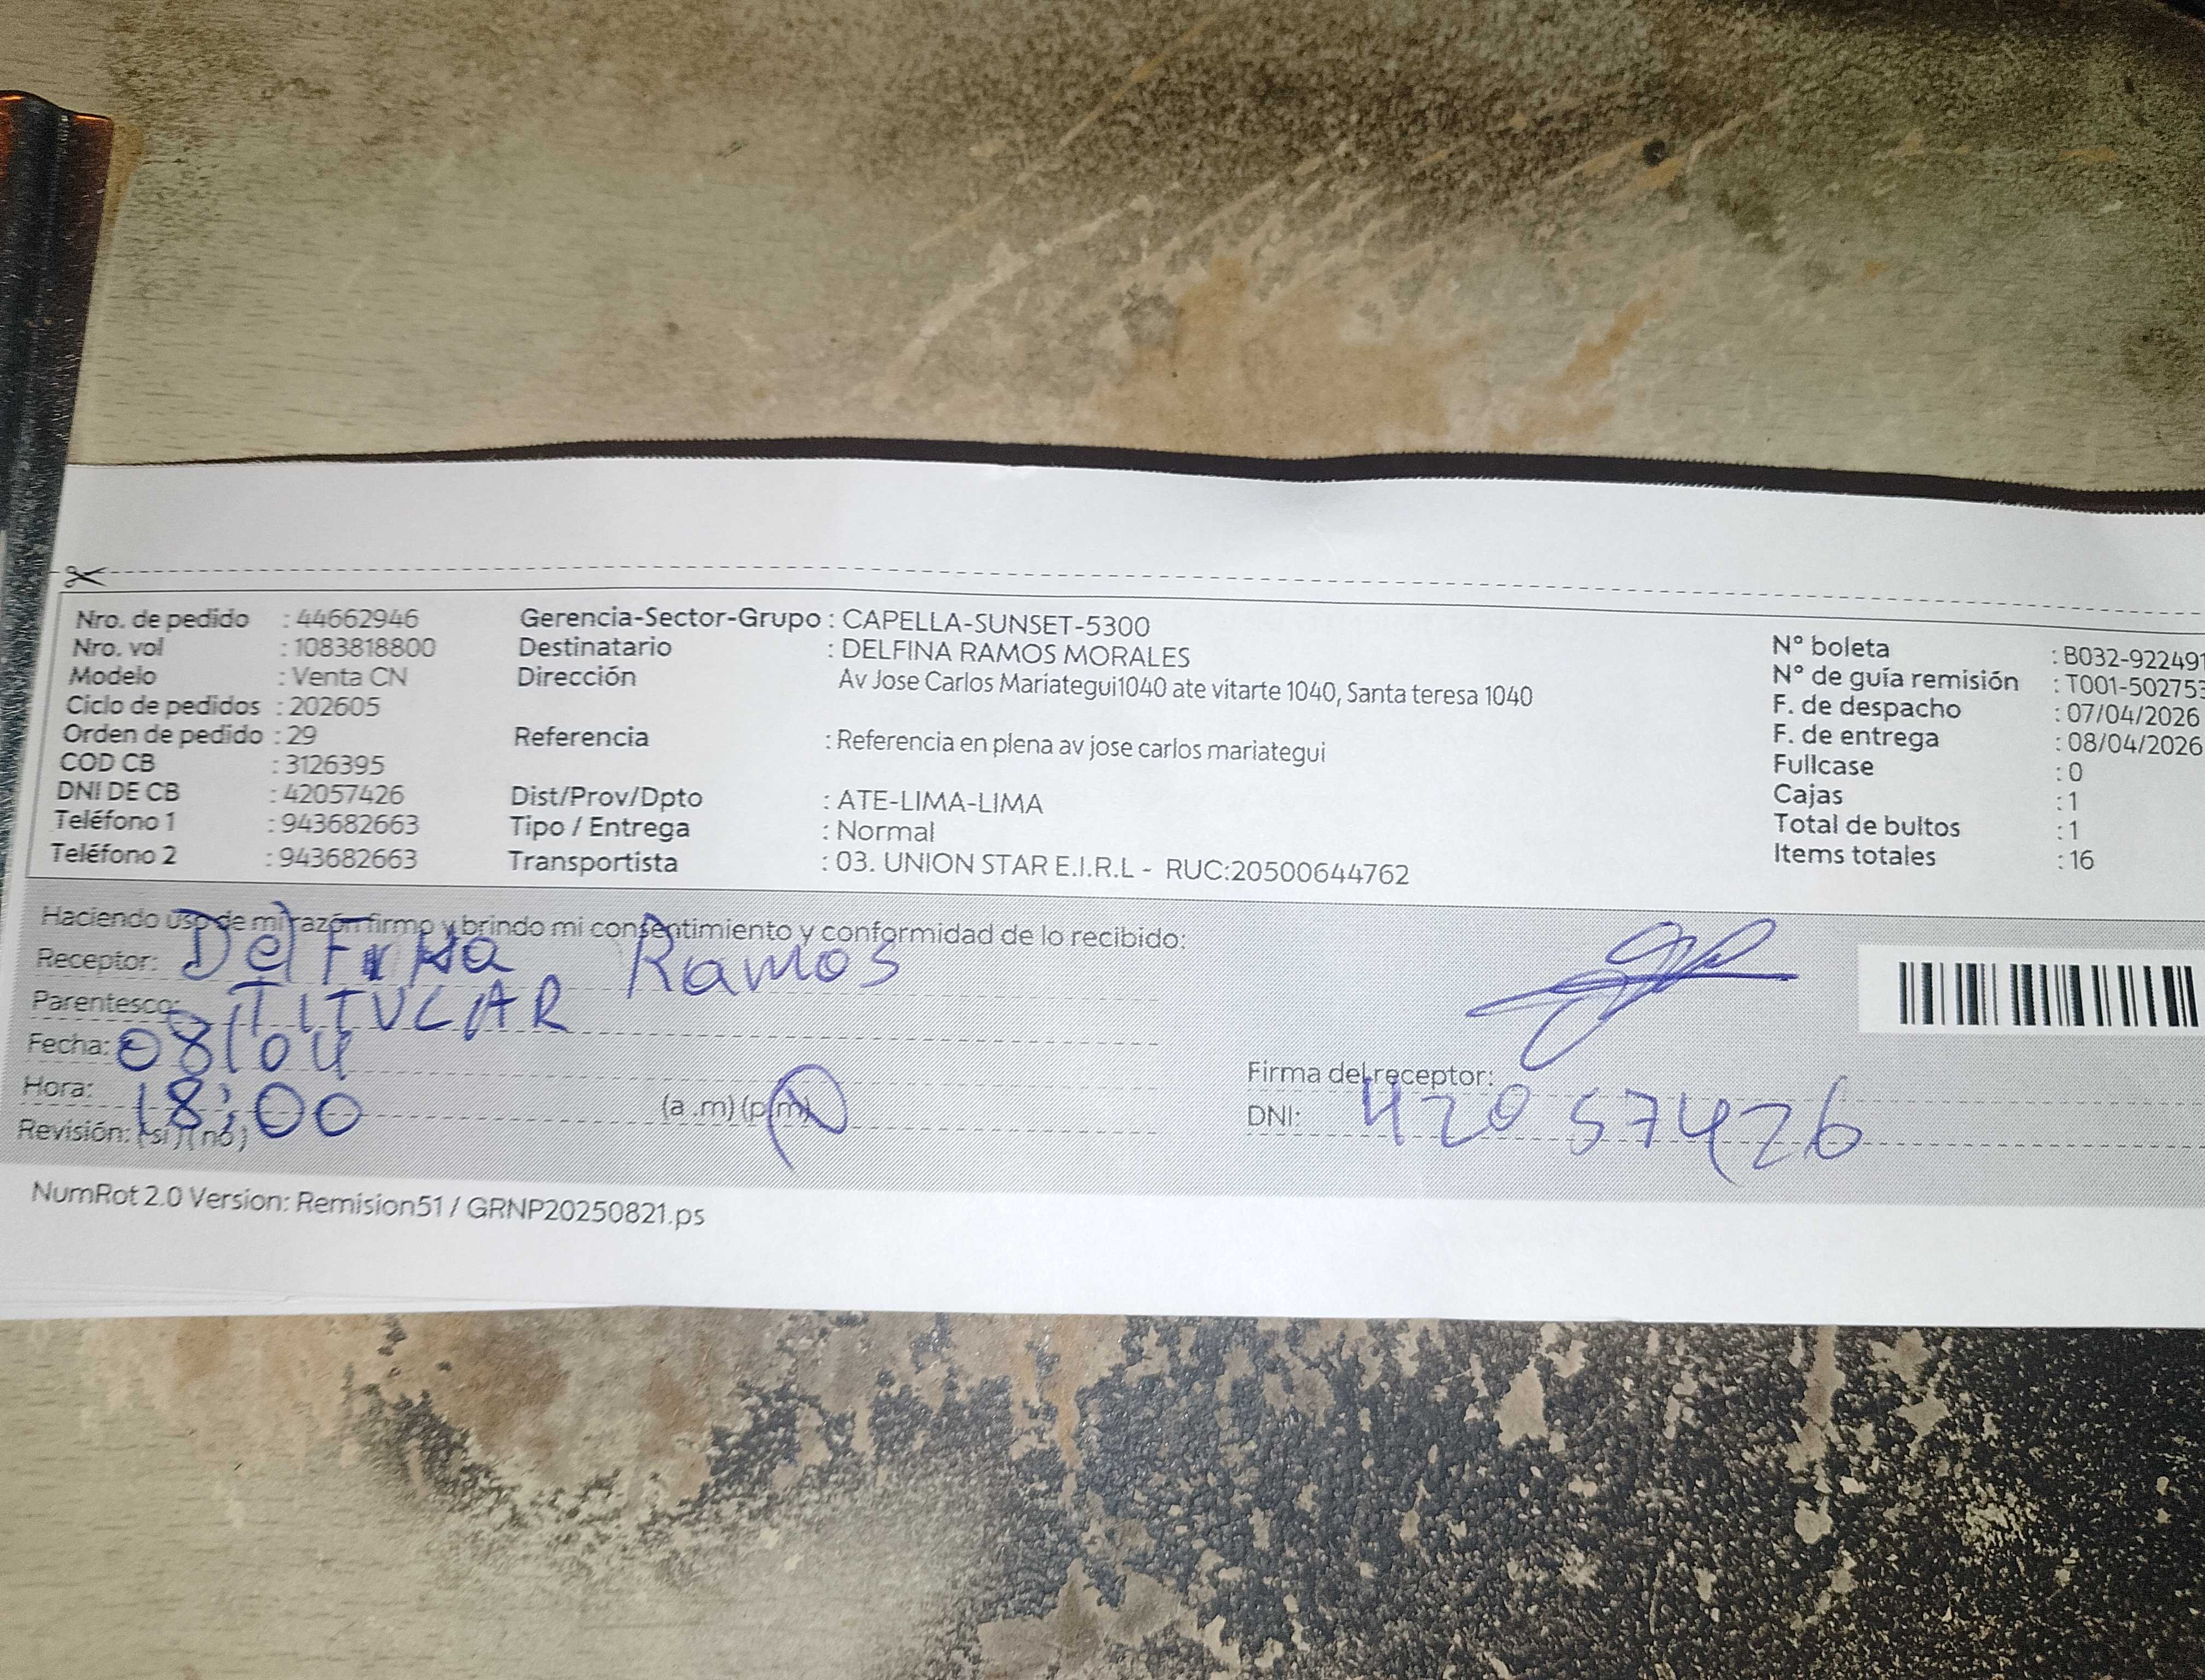 Nro. de pedido : 44662946
Nro. vol : 1083818800
Modelo : Venta CN
Ciclo de pedidos : 202605
Orden de pedido : 29
COD CB : 3126395
DNI DE CB : 42057426
Teléfono 1 : 943682663
Teléfono 2 : 943682663
Gerencia-Sector-Grupo : CAPELLA-SUNSET-5300
Destinatario : DELFINA RAMOS MORALES
Dirección Av Jose Carlos Mariategui1040 ate vitarte 1040, Santa teresa 1040
Referencia : Referencia en plena av jose carlos mariategui
Dist/Prov/Dpto : ATE-LIMA-LIMA
Tipo / Entrega : Normal
Transportista : 03. UNION STAR E.I.R.L - RUC:20500644762
N° boleta : B032-922491
N° de guía remisión : T001-502753
F. de despacho : 07/04/2026
F. de entrega : 08/04/2026
Fullcase : 0
Cajas : 1
Total de bultos : 1
Items totales : 16
Haciendo uso de mi razón firmo y brindo mi consentimiento y conformidad de lo recibido:
Receptor: Delfina Ramos
Parentesco: TITULAR
Fecha: 08/04
Hora: 18:00 (a.m) (p.m)
Revisión: (si) (no)
Firma del receptor:
DNI: 42057426
NumRot 2.0 Version: Remision51 / GRNP20250821.ps